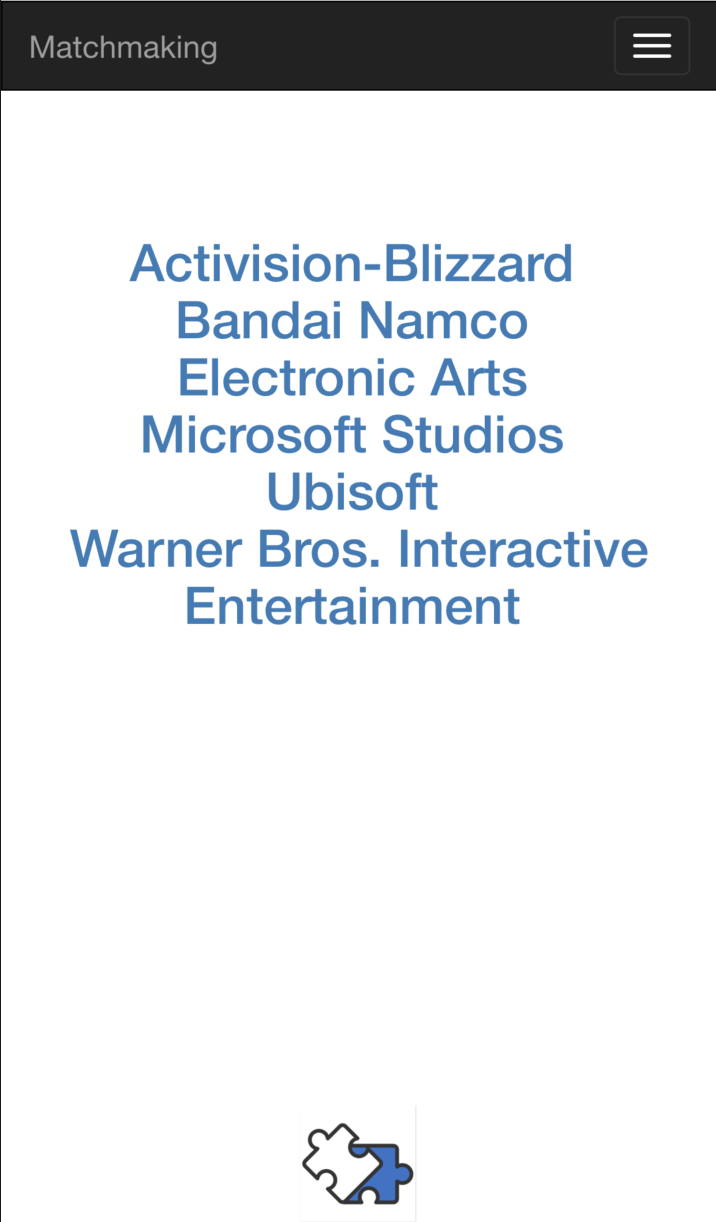 Matchmaking
Activision-Blizzard
Bandai Namco
Electronic Arts
Microsoft Studios
Ubisoft
Warner Bros. Interactive
Entertainment